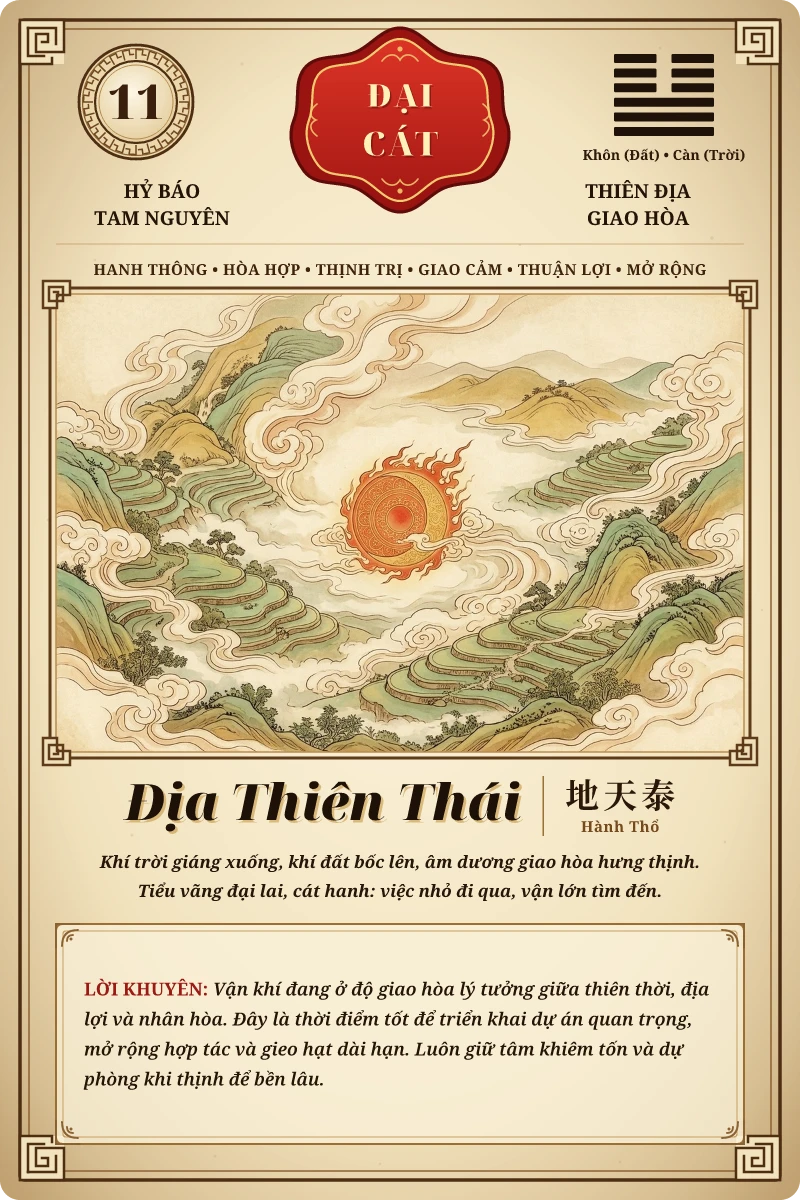 11
ĐẠI
CÁT
Khôn (Đất) • Càn (Trời)
HỶ BÁO
TAM NGUYÊN
THIÊN ĐỊA
GIAO HÒA
HANH THÔNG • HÒA HỢP • THỊNH TRỊ • GIAO CẢM • THUẬN LỢI • MỞ RỘNG
Địa Thiên Thái
地天泰
Hành Thổ
Khí trời giáng xuống, khí đất bốc lên, âm dương giao hòa hưng thịnh.
Tiểu vãng đại lai, cát hanh: việc nhỏ đi qua, vận lớn tìm đến.
LỜI KHUYÊN: Vận khí đang ở độ giao hòa lý tưởng giữa thiên thời, địa
lợi và nhân hòa. Đây là thời điểm tốt để triển khai dự án quan trọng,
mở rộng hợp tác và gieo hạt dài hạn. Luôn giữ tâm khiêm tốn và dự
phòng khi thịnh để bền lâu.